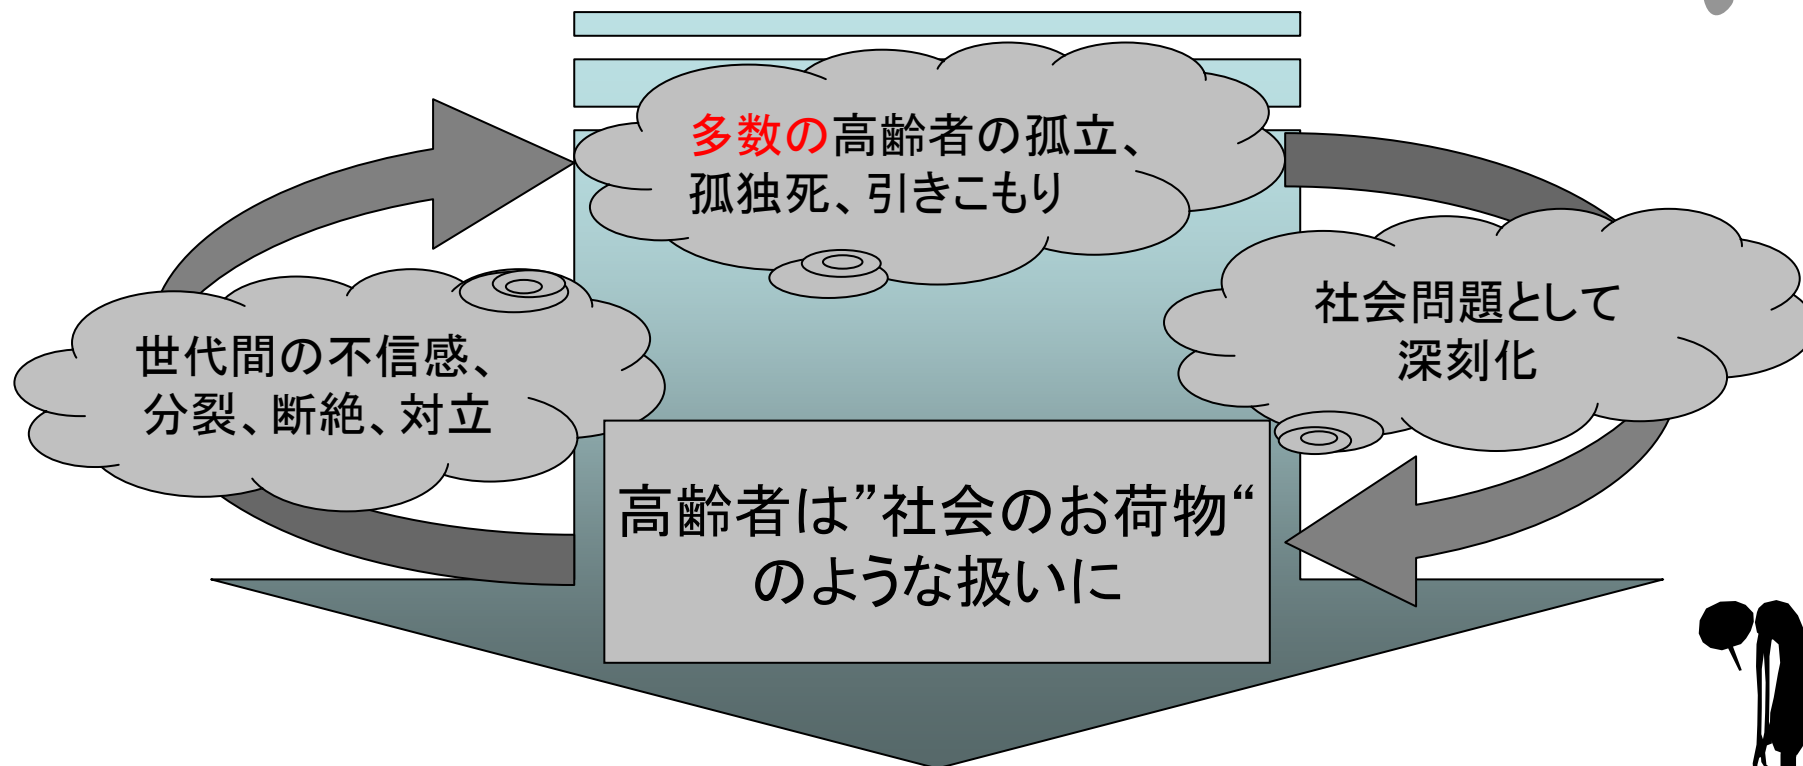 多数の高齢者の孤立、
孤独死、引きこもり
社会問題として
深刻化
世代間の不信感、
分裂、断絶、対立
高齢者は”社会のお荷物“
のような扱いに